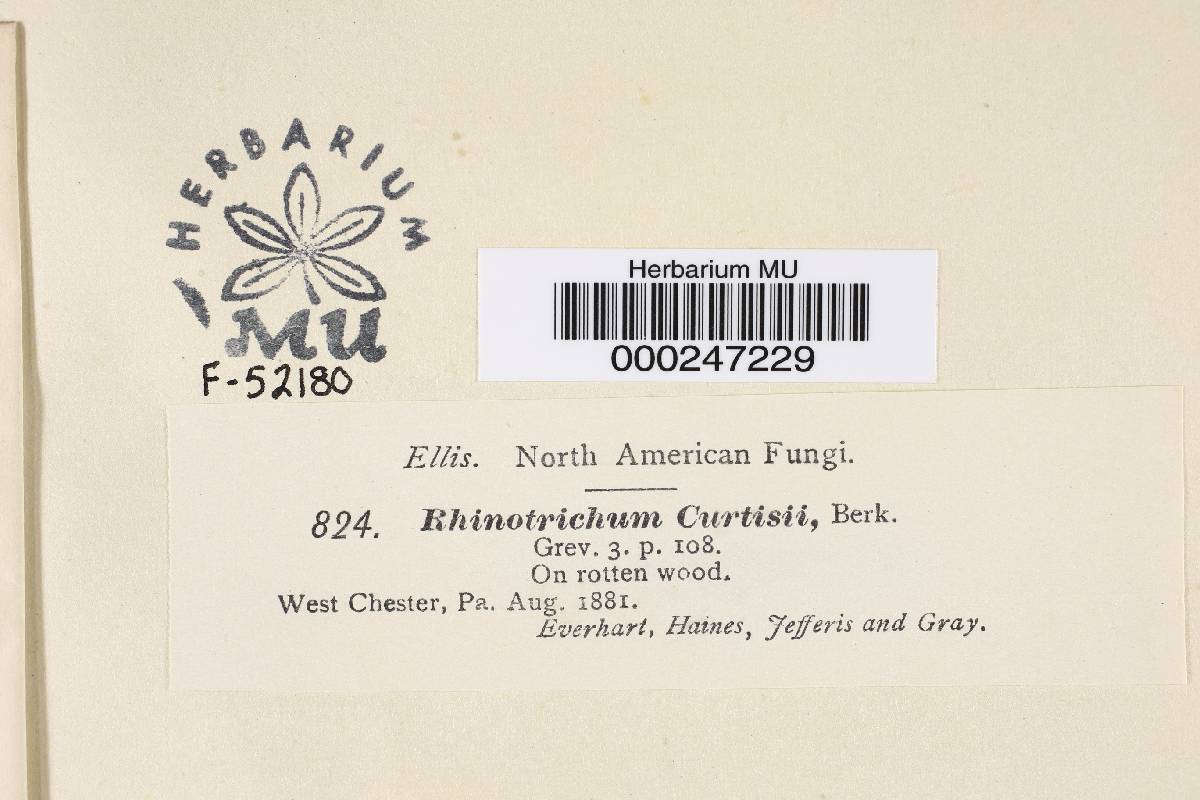 HERBARIUM
MU
F-52180
Herbarium MU
000247229
Ellis. North American Fungi.
824. Rhinotrichum Curtisii, Berk.
Grev. 3. p. 108.
On rotten wood.
West Chester, Pa. Aug. 1881.
Everhart, Haines, Jefferis and Gray.